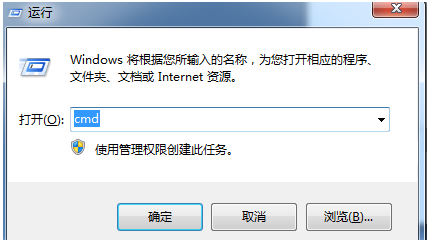 运行
Windows 将根据您所输入的名称，为您打开相应的程序、
文件夹、文档或 Internet 资源。
打开(O): cmd
使用管理权限创建此任务。
确定 取消 浏览(B)...